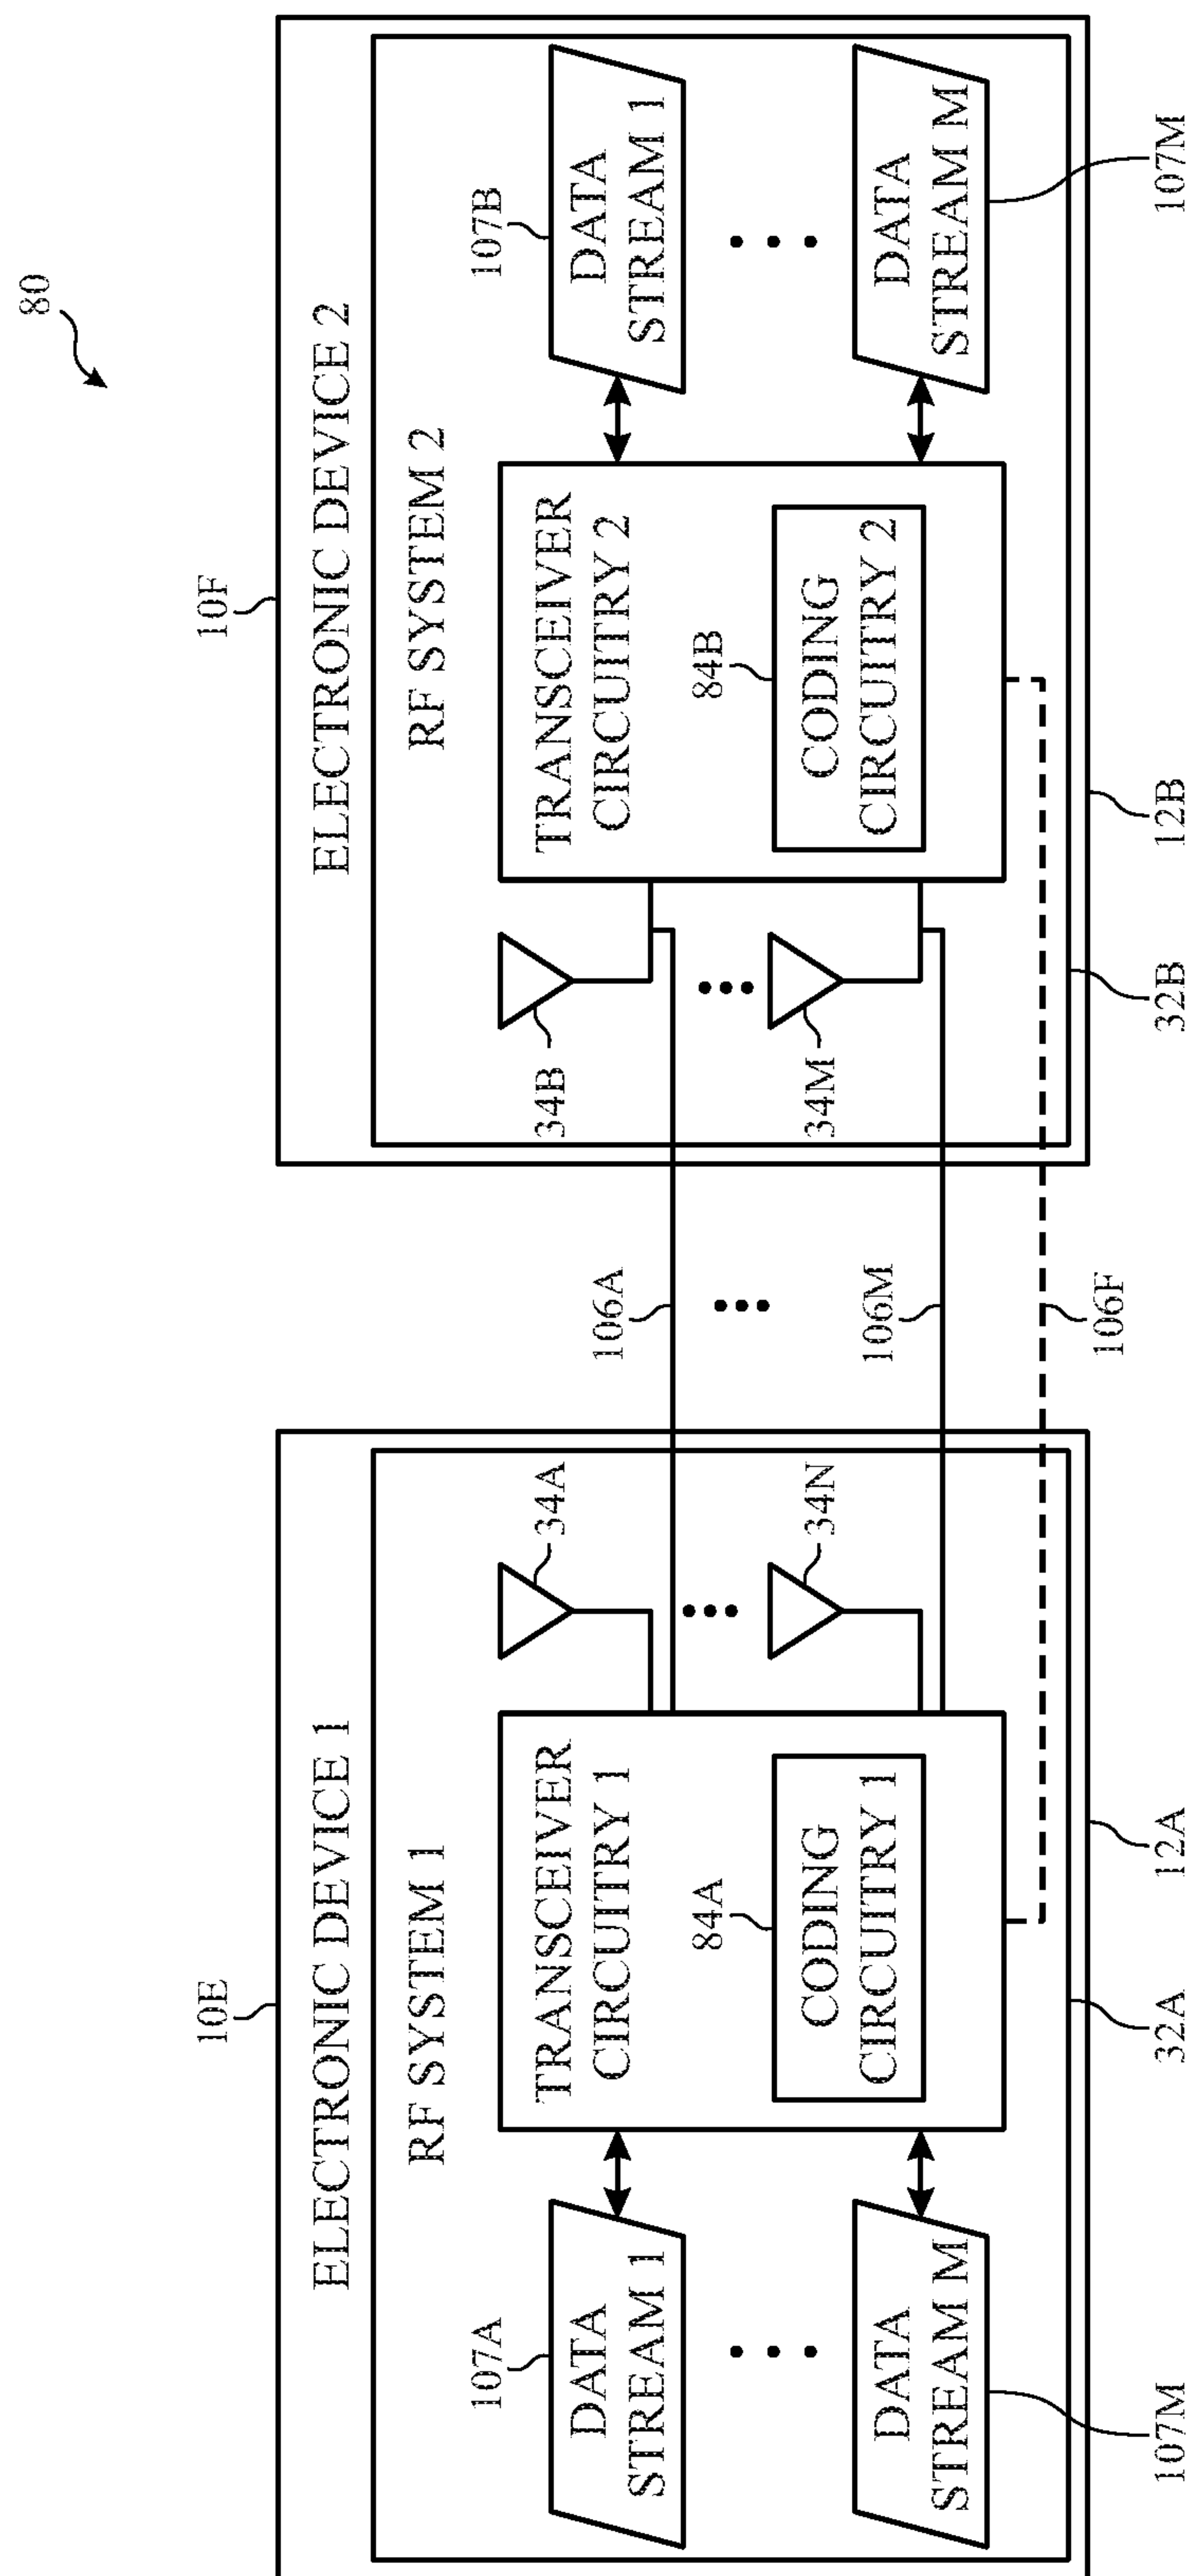 80
10E
ELECTRONIC DEVICE 1
RF SYSTEM 1
107A
DATA
STREAM 1
DATA
STREAM M
107M
TRANSCEIVER
CIRCUITRY 1
84A
CODING
CIRCUITRY 1
34A
34N
32A
12A
106A
106M
106F
10F
ELECTRONIC DEVICE 2
RF SYSTEM 2
34B
34M
TRANSCEIVER
CIRCUITRY 2
84B
CODING
CIRCUITRY 2
107B
DATA
STREAM 1
DATA
STREAM M
107M
32B
12B